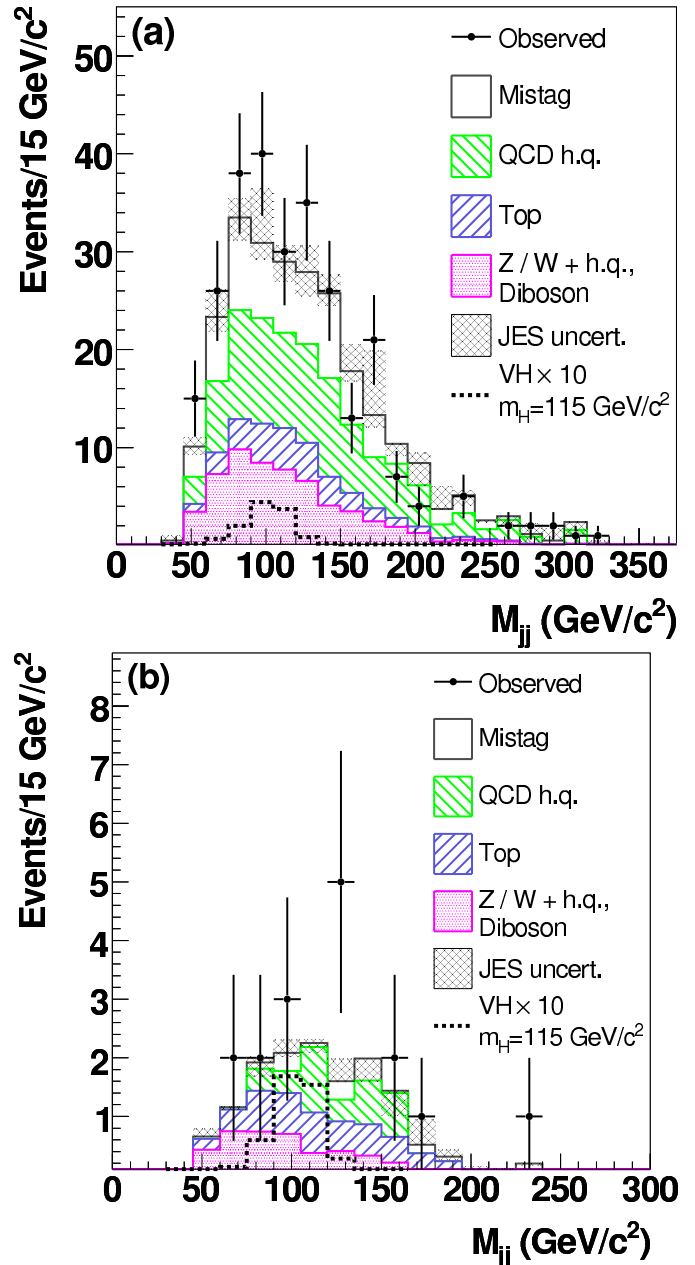 (a)
Events/15 GeV/c²
50
40
30
20
10
Observed
Mistag
QCD h.q.
Top
Z / W + h.q.,
Diboson
JES uncert.
VH × 10
m_H=115 GeV/c²
0 50 100 150 200 250 300 350
M_jj (GeV/c²)
(b)
Events/15 GeV/c²
8
7
6
5
4
3
2
1
Observed
Mistag
QCD h.q.
Top
Z / W + h.q.,
Diboson
JES uncert.
VH × 10
m_H=115 GeV/c²
0 50 100 150 200 250 300
M_jj (GeV/c²)